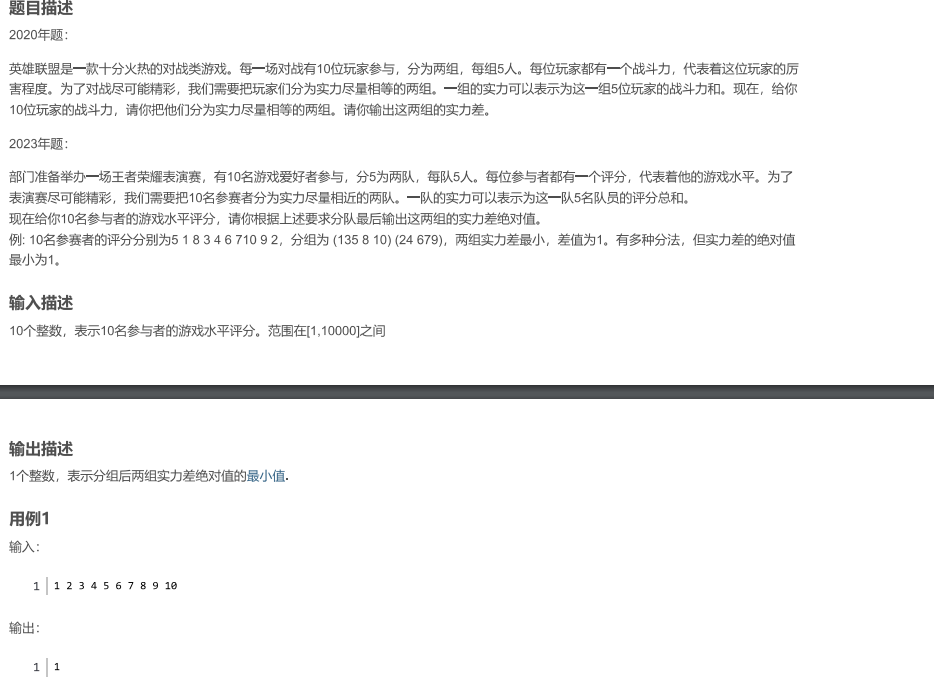 题目描述
2020年题：
英雄联盟是一款十分火热的对战类游戏。每一场对战有10位玩家参与，分为两组，每组5人。每位玩家都有一个战斗力，代表着这位玩家的厉
害程度。为了对战尽可能精彩，我们需要把玩家们分为实力尽量相等的两组。一组的实力可以表示为这一组5位玩家的战斗力和。现在，给你
10位玩家的战斗力，请你把他们分为实力尽量相等的两组。请你输出这两组的实力差。
2023年题：
部门准备举办一场王者荣耀表演赛，有10名游戏爱好者参与，分5为两队，每队5人。每位参与者都有一个评分，代表着他的游戏水平。为了
表演赛尽可能精彩，我们需要把10名参赛者分为实力尽量相近的两队。一队的实力可以表示为这一队5名队员的评分总和。
现在给你10名参与者的游戏水平评分，请你根据上述要求分队最后输出这两组的实力差绝对值。
例: 10名参赛者的评分分别为5 1 8 3 4 6 710 9 2，分组为 (135 8 10) (24 679)，两组实力差最小，差值为1。有多种分法，但实力差的绝对值
最小为1。
输入描述
10个整数，表示10名参与者的游戏水平评分。范围在[1,10000]之间
输出描述
1个整数，表示分组后两组实力差绝对值的最小值.
用例1
输入：
1 1 2 3 4 5 6 7 8 9 10
输出：
1 1